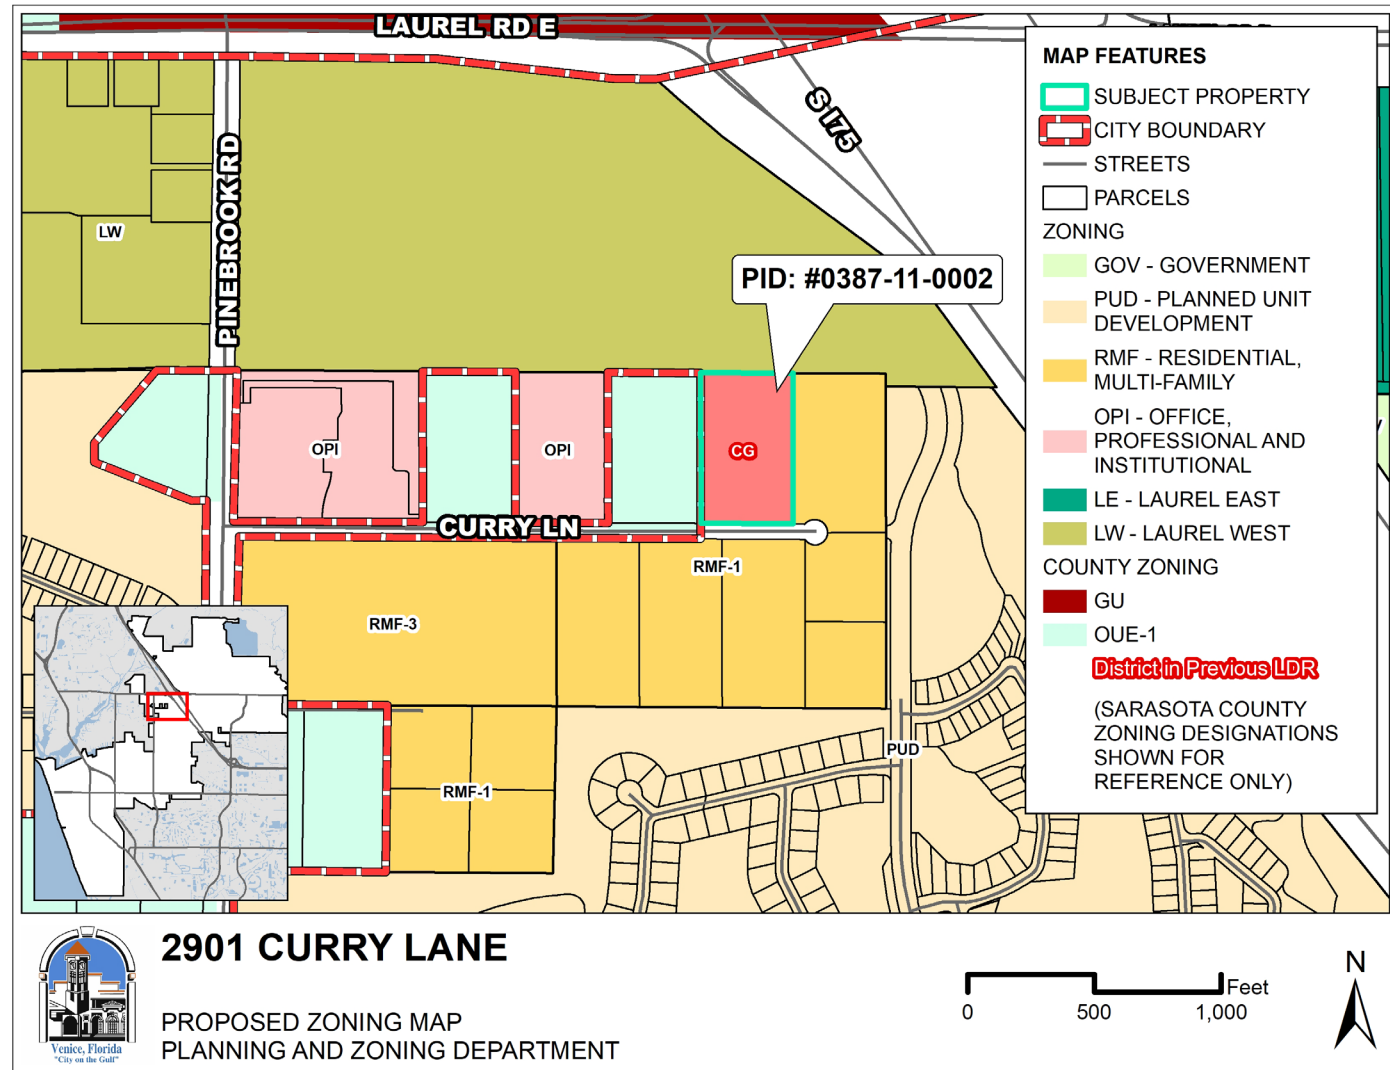 LAUREL RD E
S I75
PINEBROOK RD
LW
PID: #0387-11-0002
OPI
OPI
CG
CURRY LN
RMF-1
RMF-3
RMF-1
PUD
MAP FEATURES
SUBJECT PROPERTY
CITY BOUNDARY
STREETS
PARCELS
ZONING
GOV - GOVERNMENT
PUD - PLANNED UNIT
DEVELOPMENT
RMF - RESIDENTIAL,
MULTI-FAMILY
OPI - OFFICE,
PROFESSIONAL AND
INSTITUTIONAL
LE - LAUREL EAST
LW - LAUREL WEST
COUNTY ZONING
GU
OUE-1
District in Previous LDR
(SARASOTA COUNTY
ZONING DESIGNATIONS
SHOWN FOR
REFERENCE ONLY)
Venice, Florida
"City on the Gulf"
2901 CURRY LANE
PROPOSED ZONING MAP
PLANNING AND ZONING DEPARTMENT
Feet
0 500 1,000
N